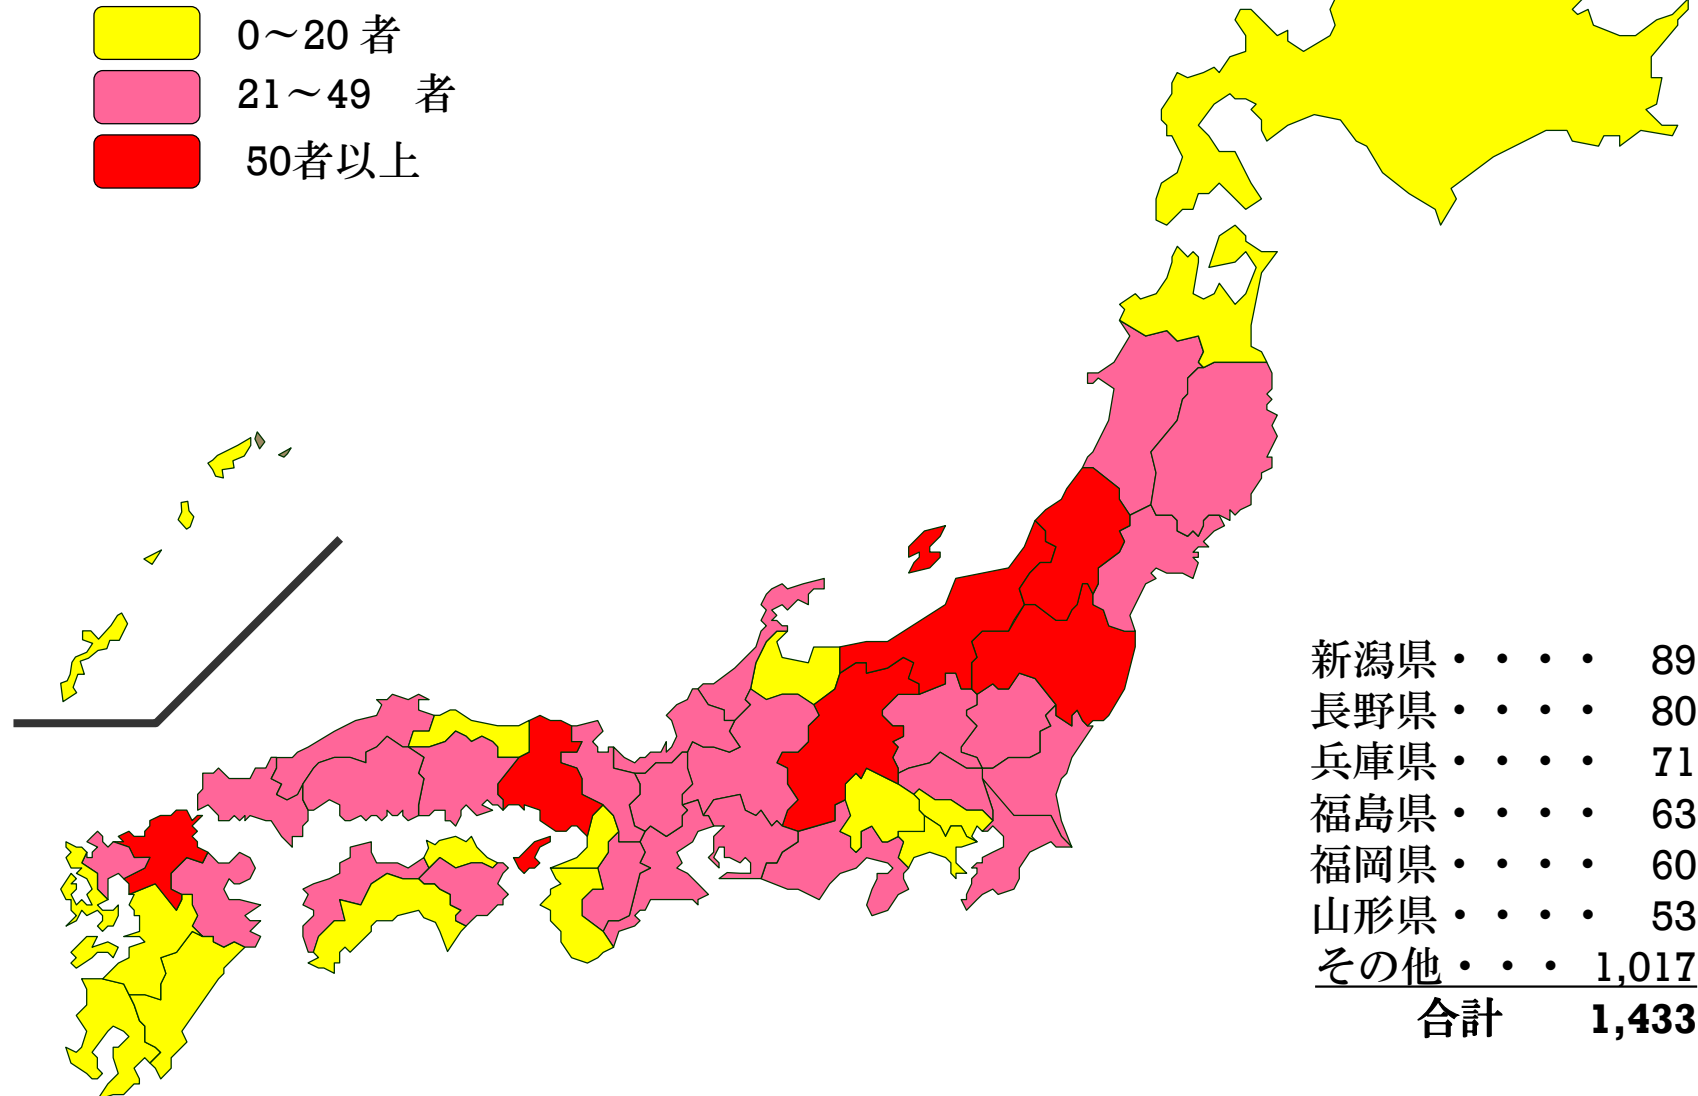 0～20 者
21～49　者
50者以上
新潟県・・・・ 89
長野県・・・・ 80
兵庫県・・・・ 71
福島県・・・・ 63
福岡県・・・・ 60
山形県・・・・ 53
その他・・・ 1,017
合計 1,433